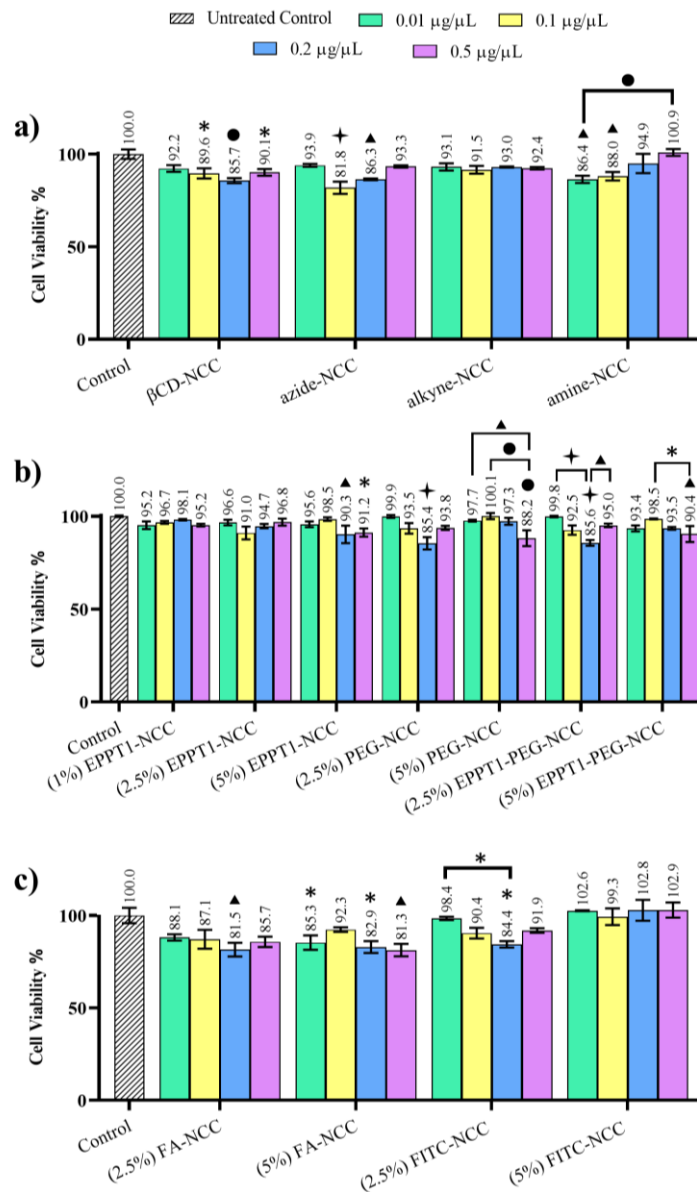 Untreated Control 0.01 µg/µL 0.1 µg/µL
0.2 µg/µL 0.5 µg/µL
a)
Cell Viability %
100
50
0
100.0
92.2 * 89.6 85.7 * 90.1
93.9 81.8 86.3 93.3
93.1 91.5 93.0 92.4
86.4 88.0 94.9 100.9
Control
βCD-NCC
azide-NCC
alkyne-NCC
amine-NCC
b)
Cell Viability %
100
50
0
100.0
95.2 96.7 98.1 95.2
96.6 91.0 94.7 96.8
95.6 98.5 90.3 * 91.2
99.9 93.5 85.4 93.8
97.7 100.1 97.3 88.2
99.8 92.5 85.6 95.0
*
93.4 98.5 93.5 90.5
Control
(1%) EPPT1-NCC
(2.5%) EPPT1-NCC
(5%) EPPT1-NCC
(2.5%) PEG-NCC
(5%) PEG-NCC
(2.5%) EPPT1-PEG-NCC
(5%) EPPT1-PEG-NCC
c)
Cell Viability %
100
50
0
100.0
88.1 87.1 81.5 85.7
* 85.3 92.3 * 82.9 81.3
*
98.4 90.4 * 84.4 91.9
102.6 99.3 102.8 102.9
Control
(2.5%) FA-NCC
(5%) FA-NCC
(2.5%) FITC-NCC
(5%) FITC-NCC